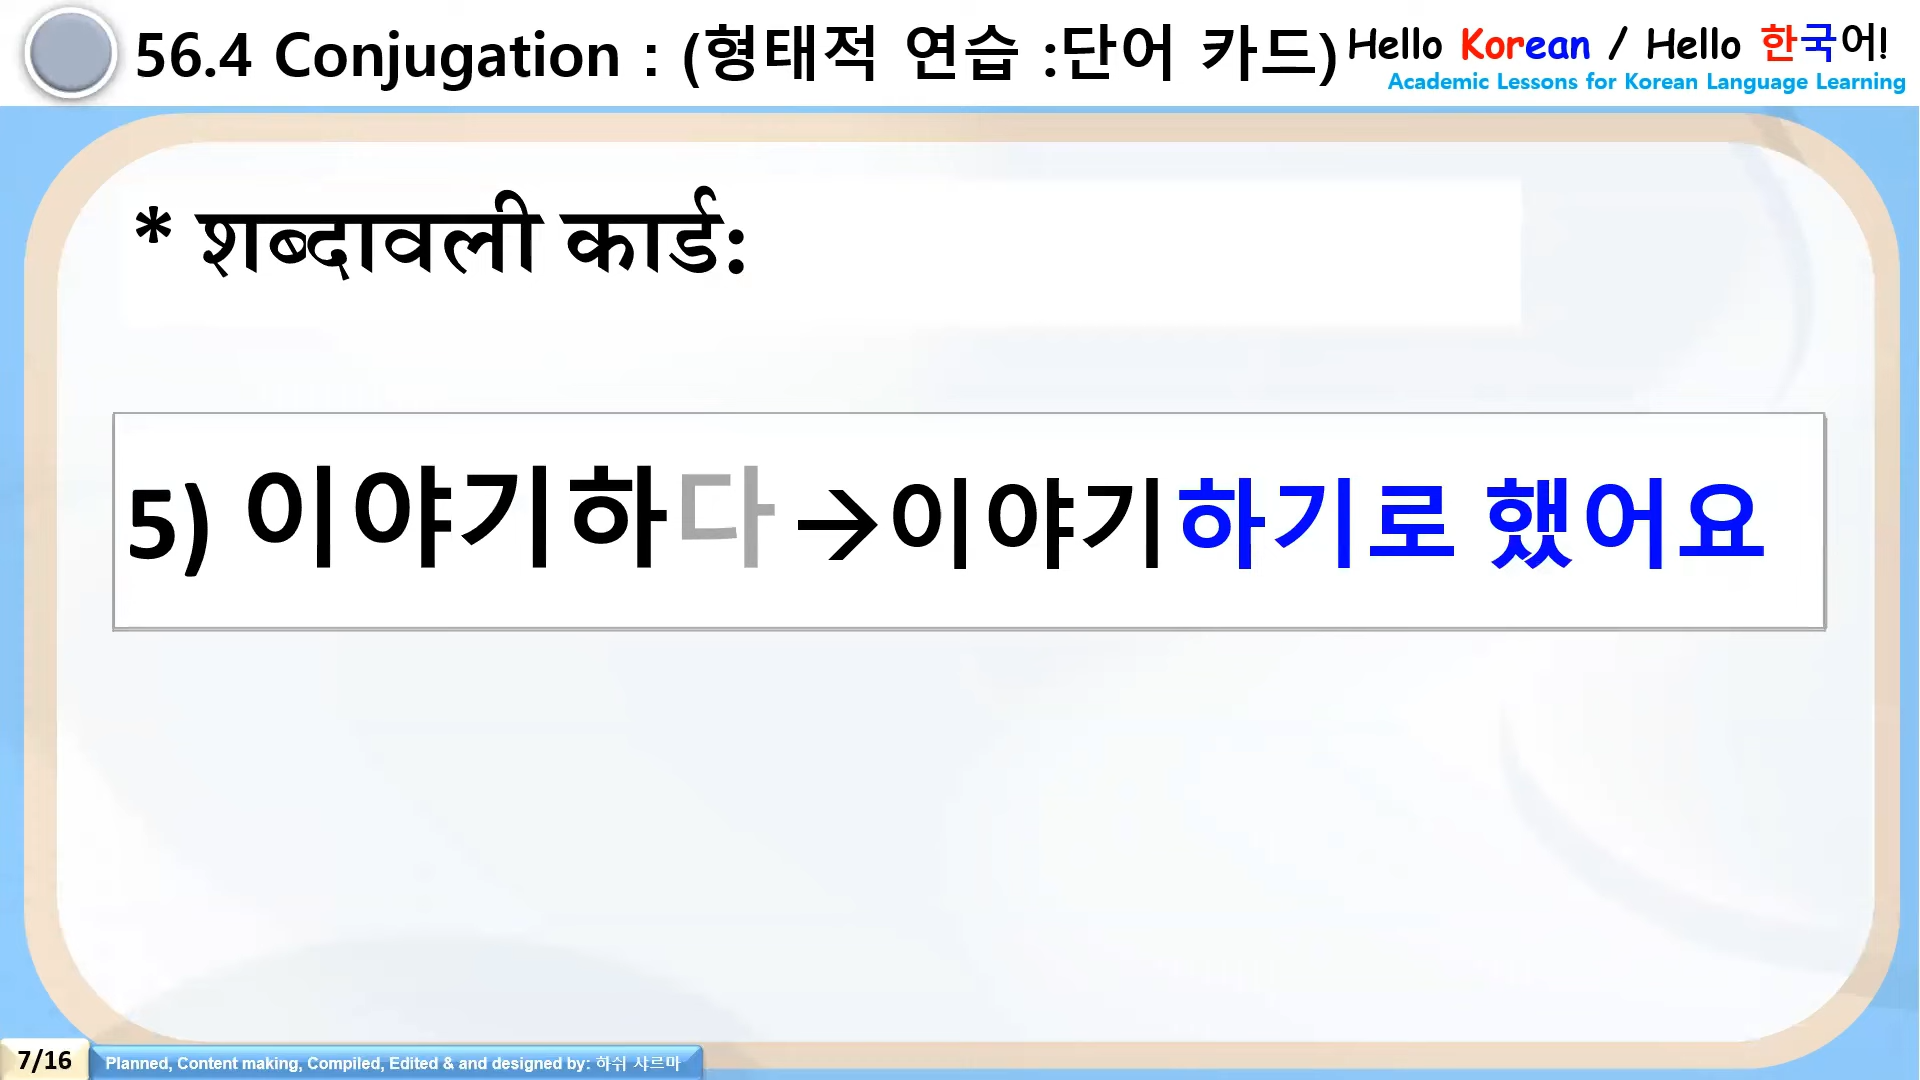 56.4 Conjugation : (형태적 연습 :단어 카드)
Hello Korean / Hello 한국어!
Academic Lessons for Korean Language Learning
* शब्दावली कार्ड:
5) 이야기하다 →이야기하기로 했어요
7/16
Planned, Content making, Compiled, Edited & and designed by: 하쉬 샤르마